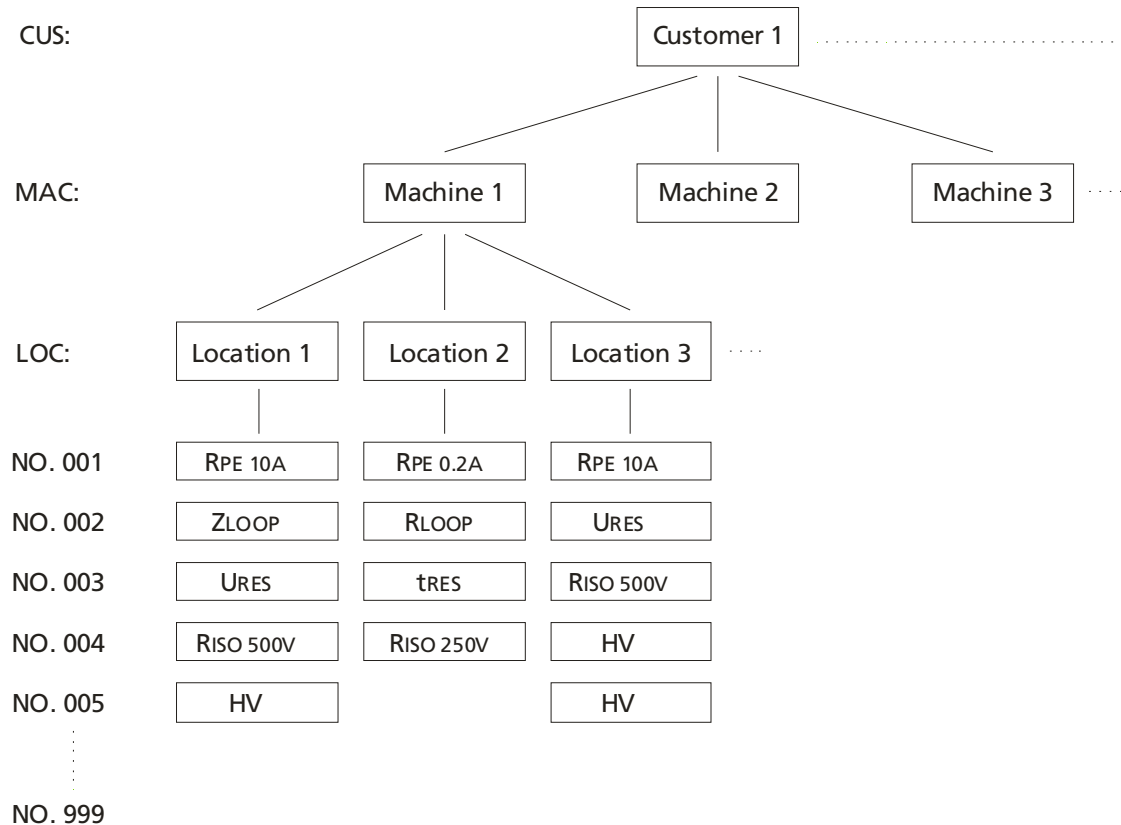 CUS: Customer 1
MAC: Machine 1 Machine 2 Machine 3
LOC: Location 1 Location 2 Location 3
NO. 001 RPE 10A RPE 0.2A RPE 10A
NO. 002 ZLOOP RLOOP URES
NO. 003 URES tRES RISO 500V
NO. 004 RISO 500V RISO 250V HV
NO. 005 HV HV
NO. 999